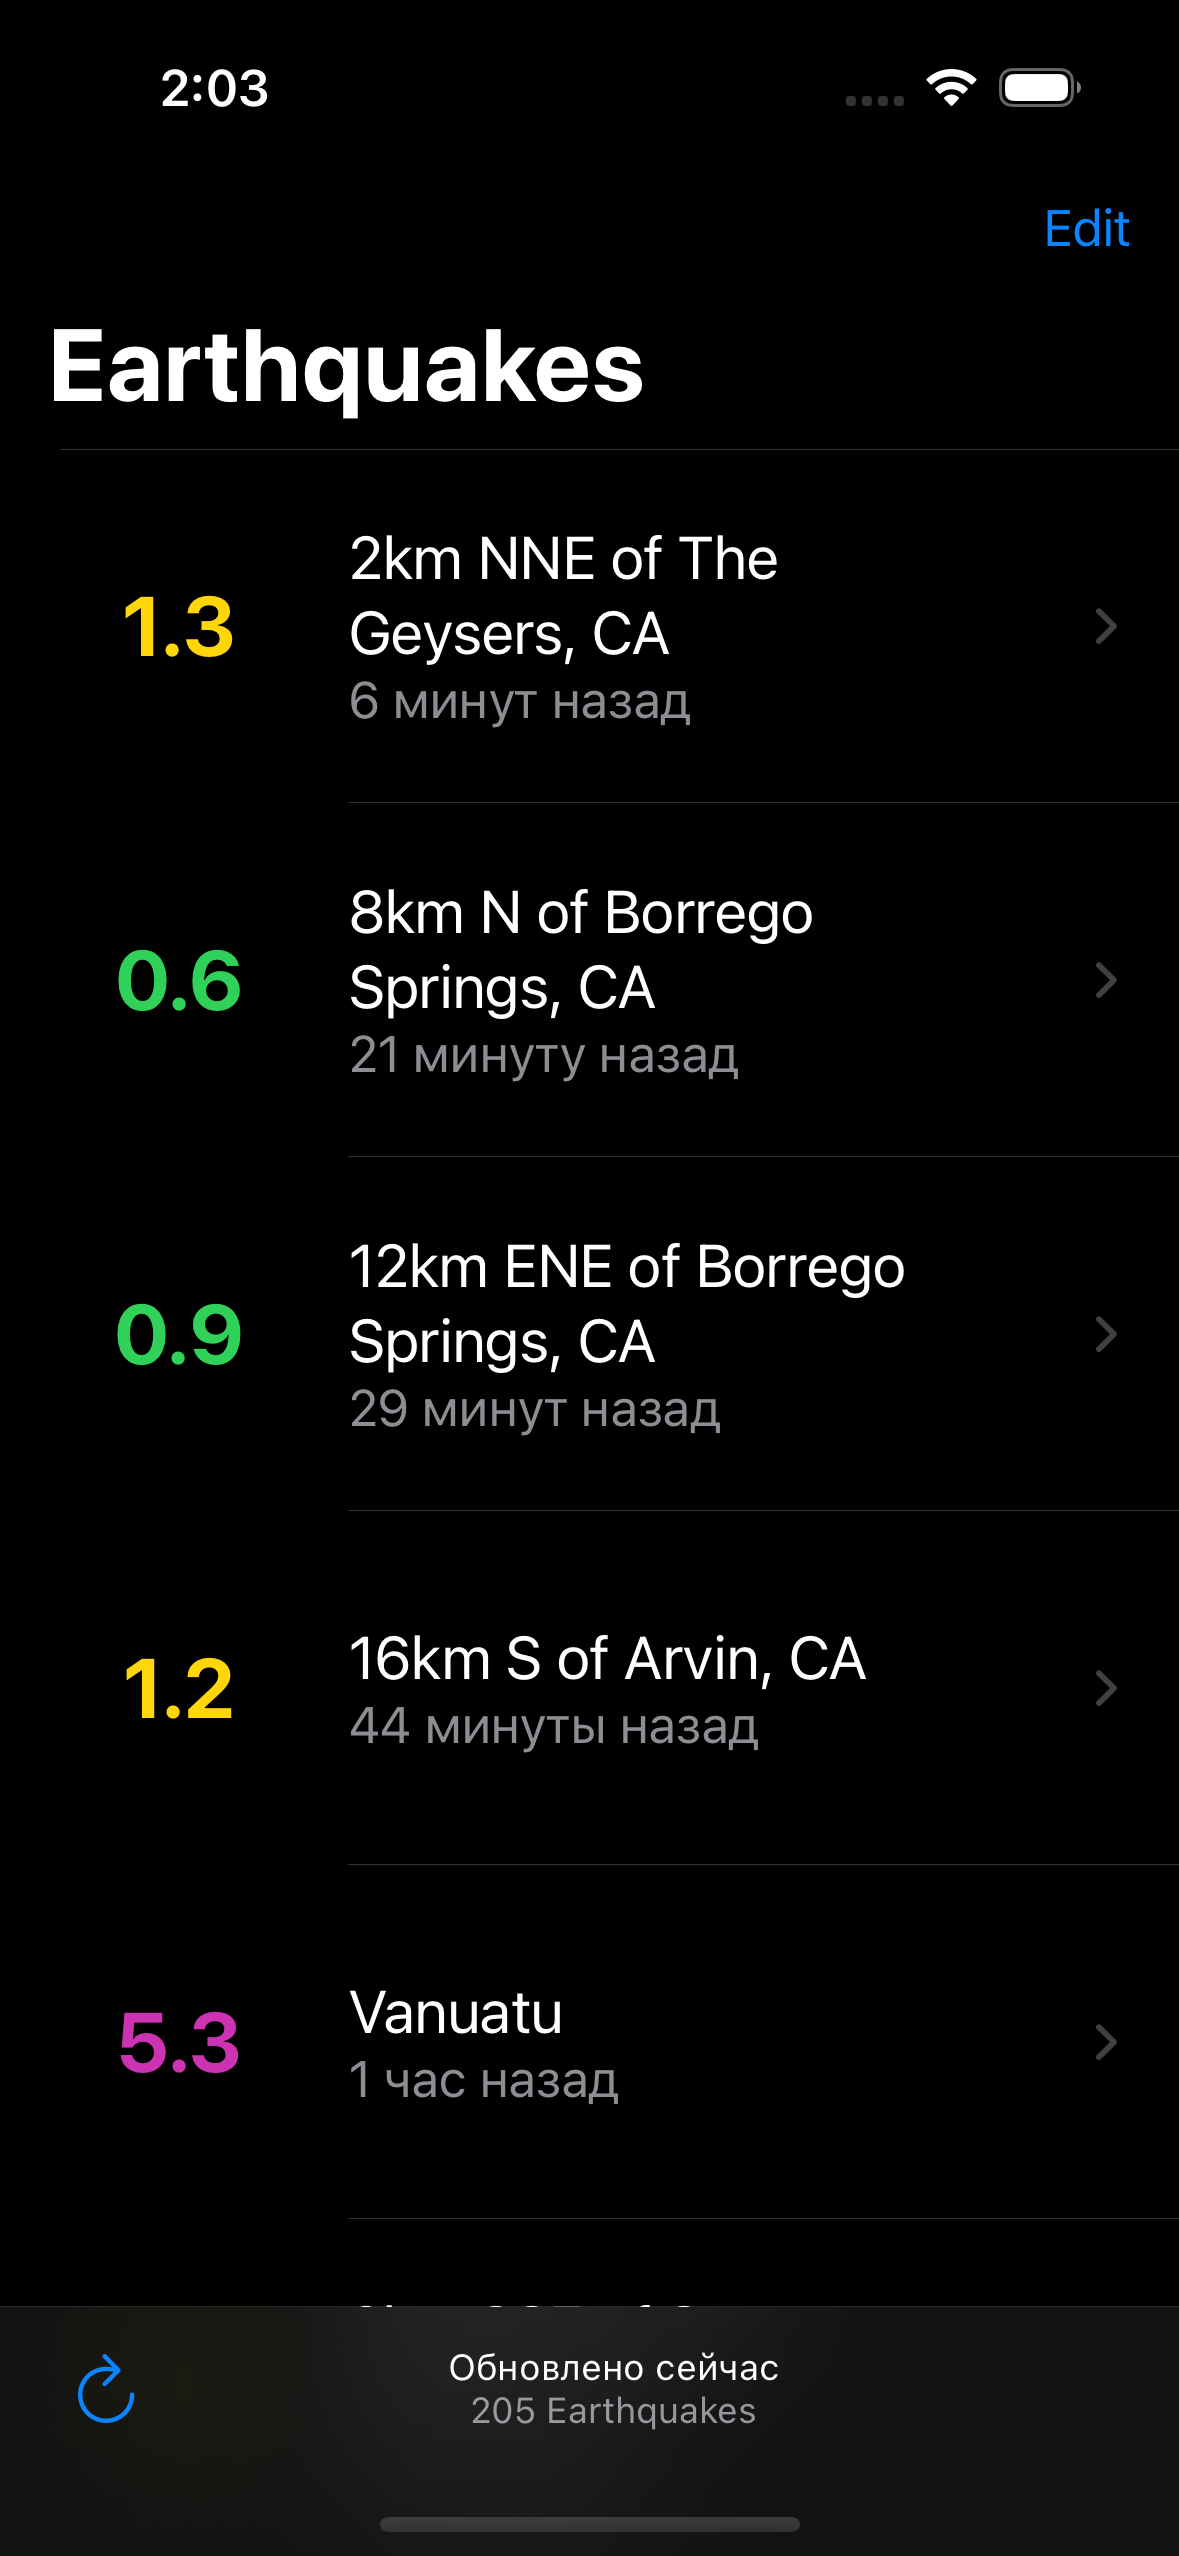 2:03
Edit
Earthquakes
1.3
2km NNE of The
Geysers, CA
6 минут назад
0.6
8km N of Borrego
Springs, CA
21 минуту назад
0.9
12km ENE of Borrego
Springs, CA
29 минут назад
1.2
16km S of Arvin, CA
44 минуты назад
5.3
Vanuatu
1 час назад
Обновлено сейчас
205 Earthquakes